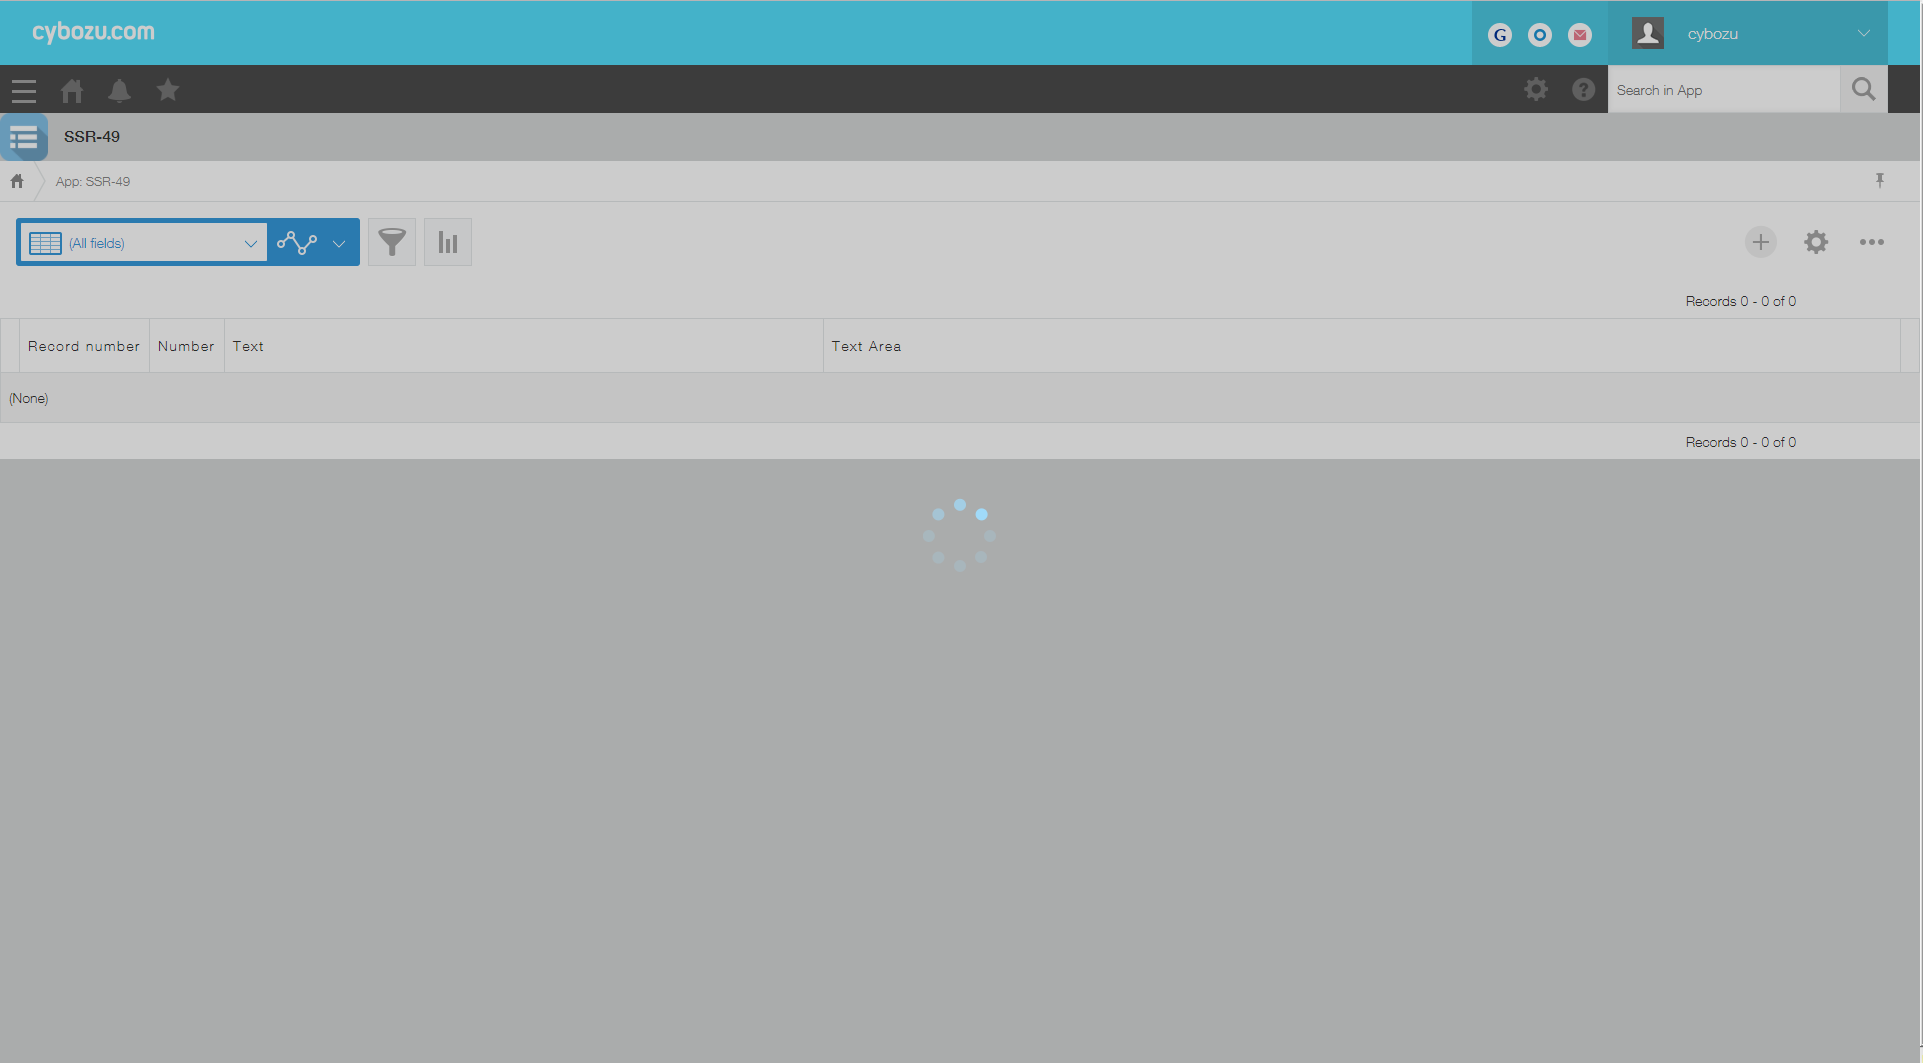 cybozu.com
G
cybozu
Search in App
SSR-49
App: SSR-49
(All fields)
Records 0 - 0 of 0
Record number
Number
Text
Text Area
(None)
Records 0 - 0 of 0